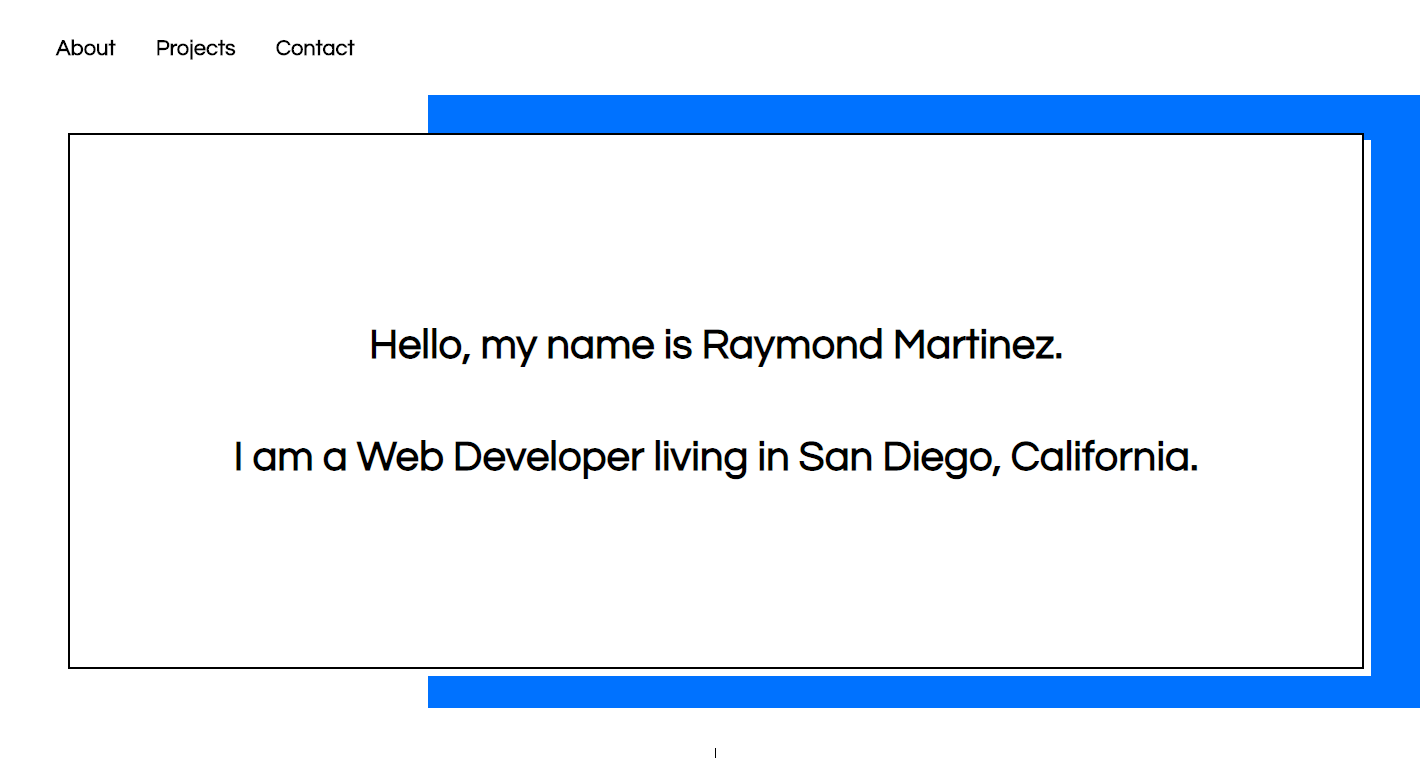 About Projects Contact
Hello, my name is Raymond Martinez.
I am a Web Developer living in San Diego, California.